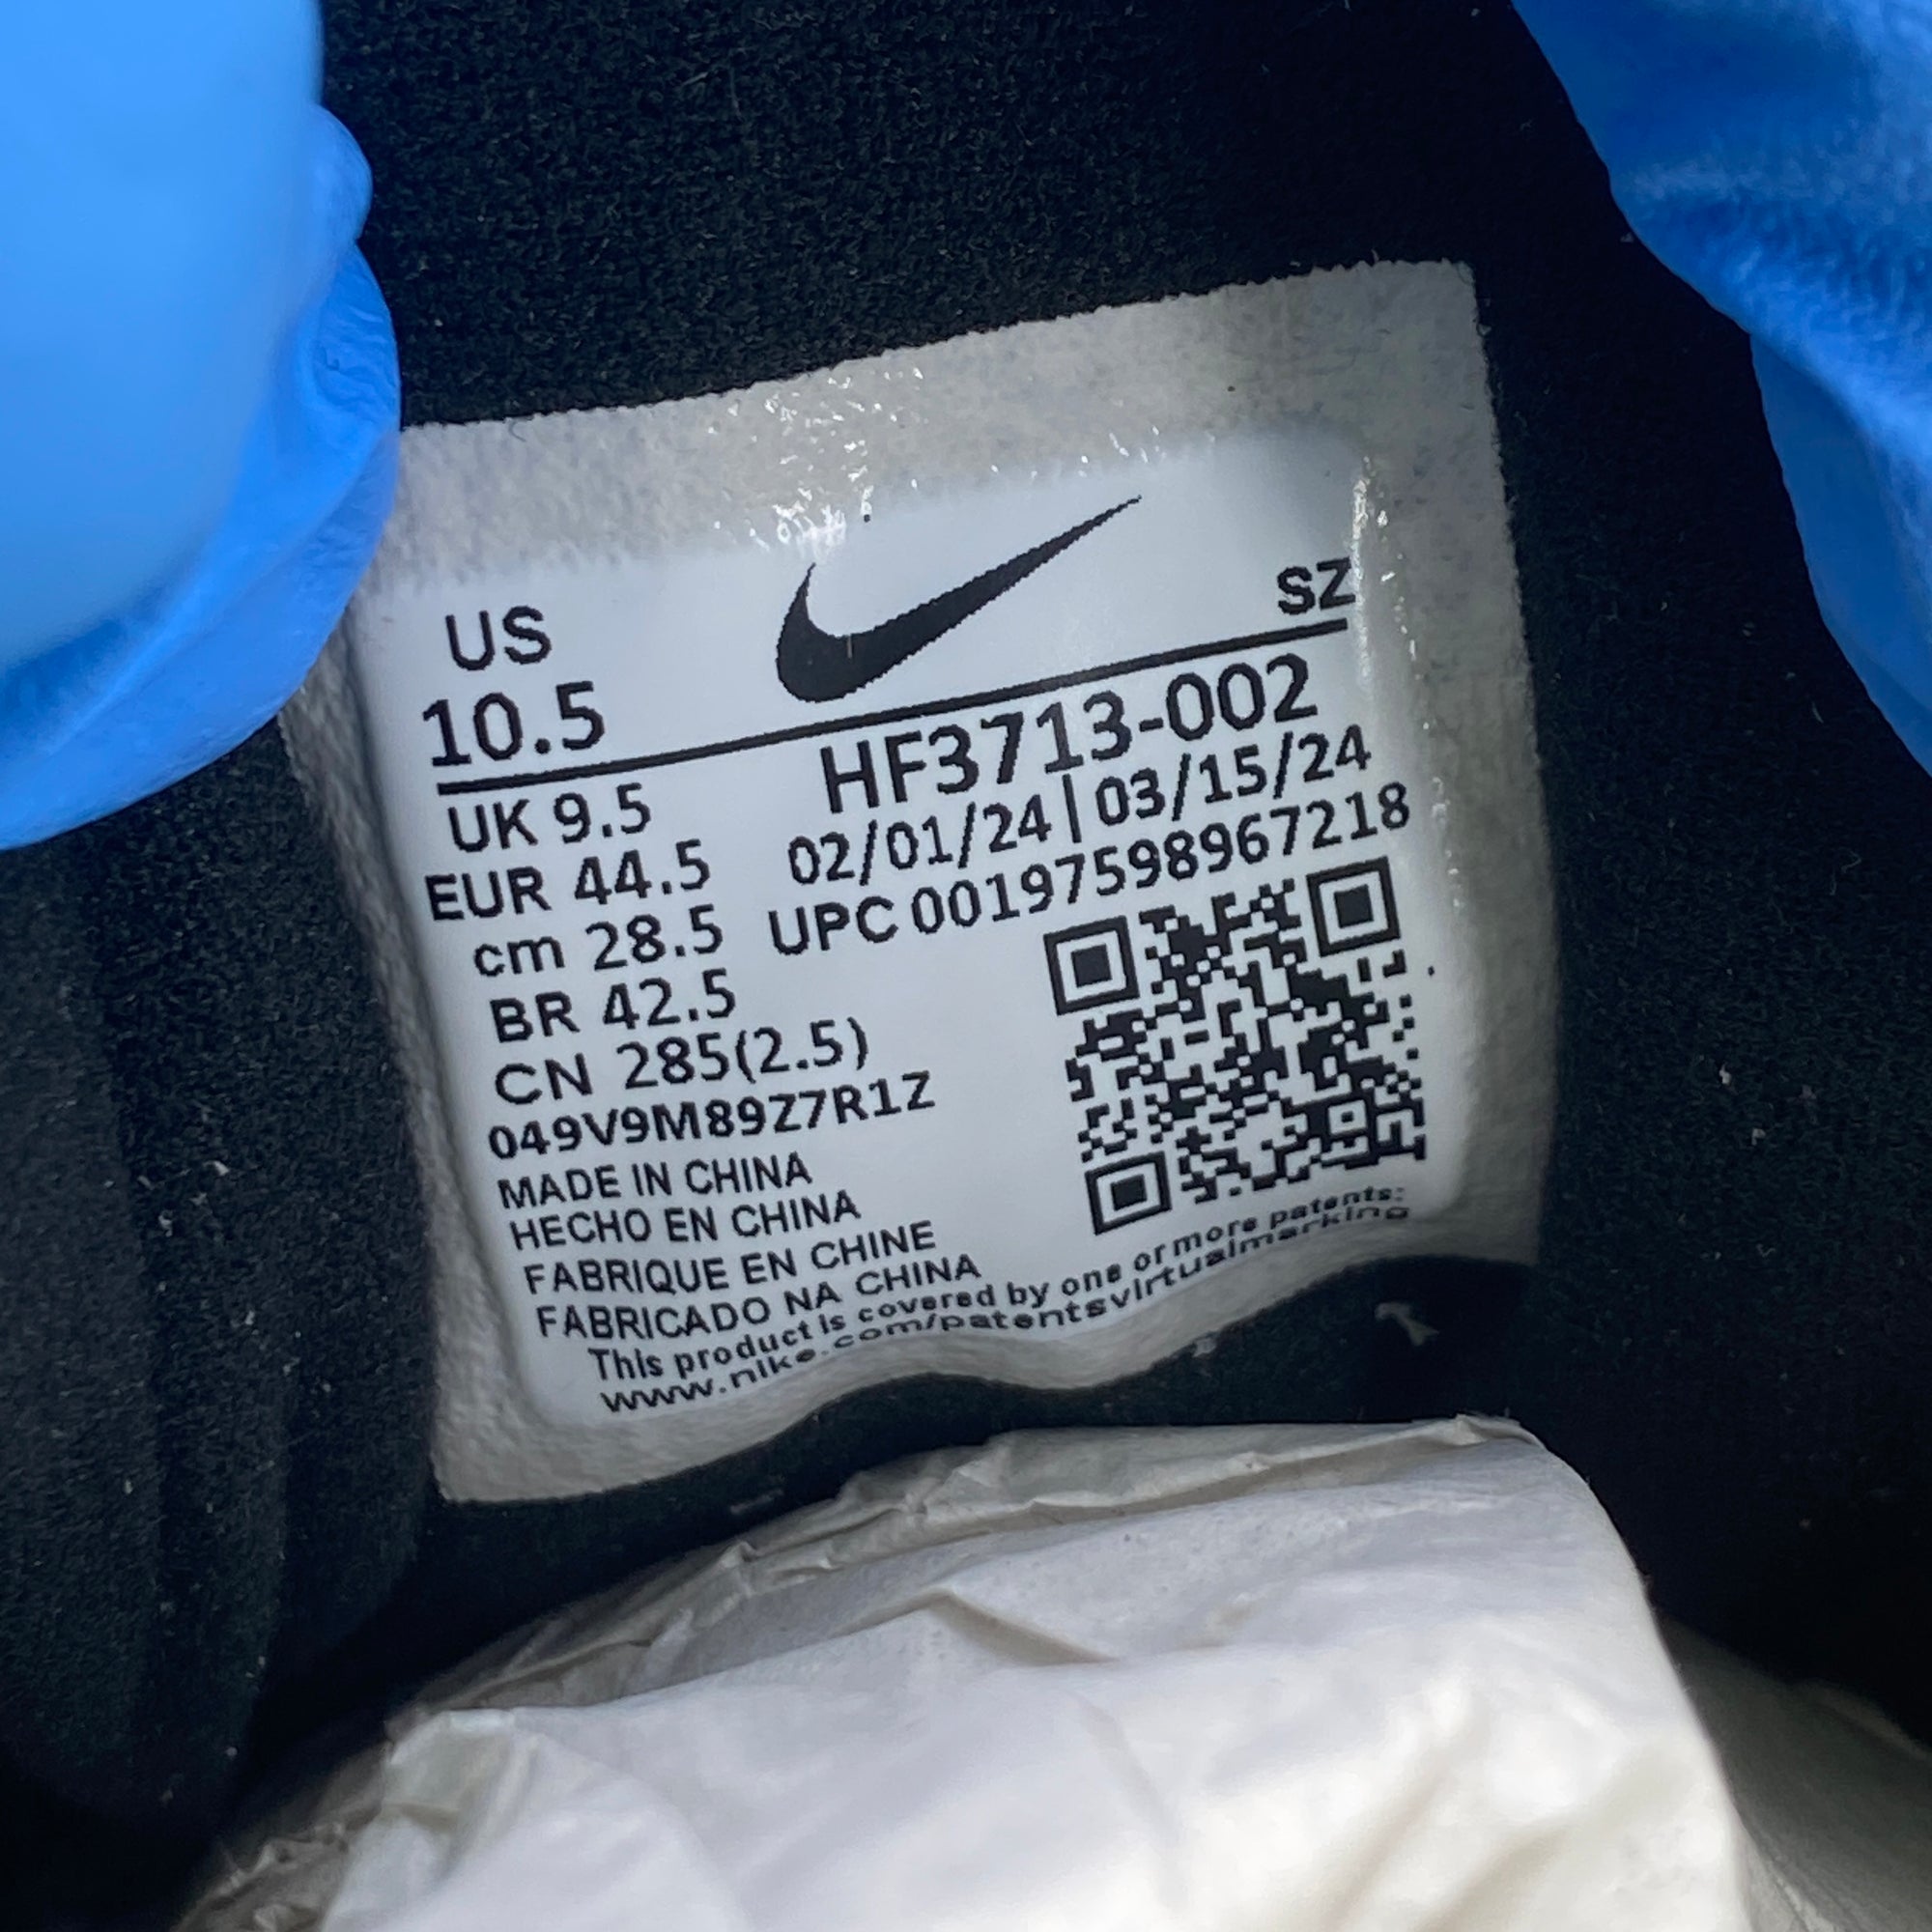 US
SZ
10.5
HF3713-002
UK 9.5
02/01/24|03/15/24
EUR 44.5
UPC 00197598967218
cm 28.5
BR 42.5
CN 285(2.5)
049V9M89Z7R1Z
MADE IN CHINA
HECHO EN CHINA
FABRIQUE EN CHINE
FABRICADO NA CHINA
This product is covered by one or more patents:
www.nike.com/patentsvirtualmarking